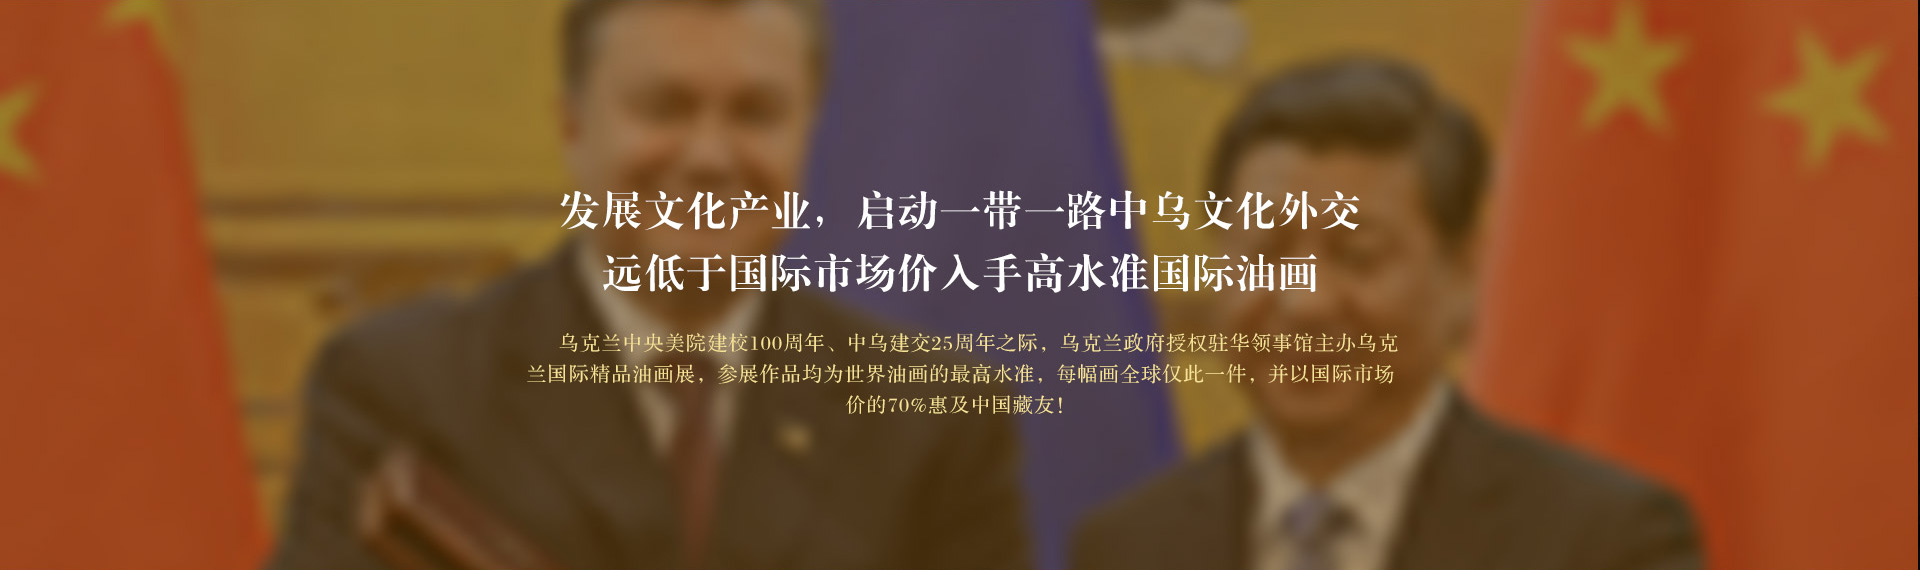 发展文化产业，启动一带一路中乌文化外交
远低于国际市场价入手高水准国际油画
乌克兰中央美院建校100周年、中乌建交25周年之际，乌克兰政府授权驻华领事馆主办乌克
兰国际精品油画展，参展作品均为世界油画的最高水准，每幅画全球仅此一件，并以国际市场
价的70%惠及中国藏友！